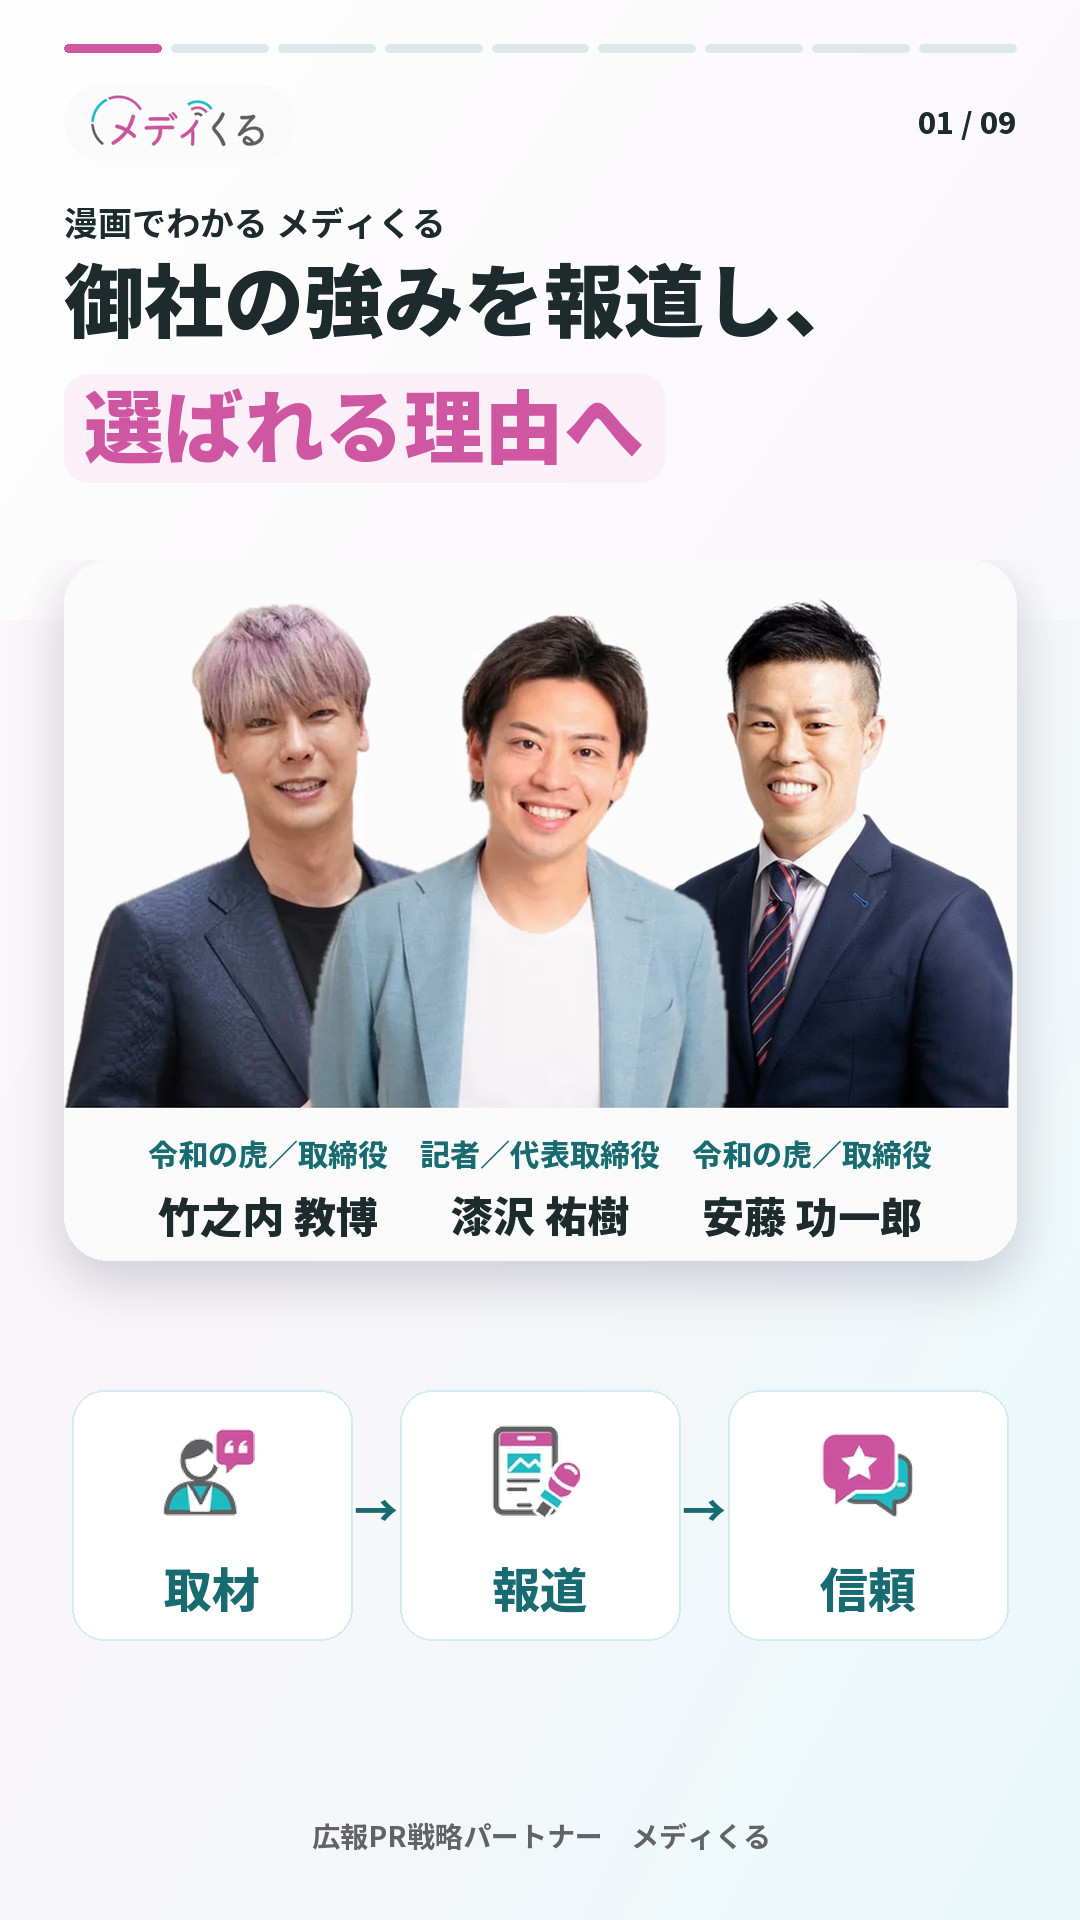 メディくる
01 / 09
漫画でわかる メディくる
御社の強みを報道し、
選ばれる理由へ
令和の虎／取締役 記者／代表取締役 令和の虎／取締役
竹之内 教博 漆沢 祐樹 安藤 功一郎
取材 → 報道 → 信頼
広報PR戦略パートナー　メディくる